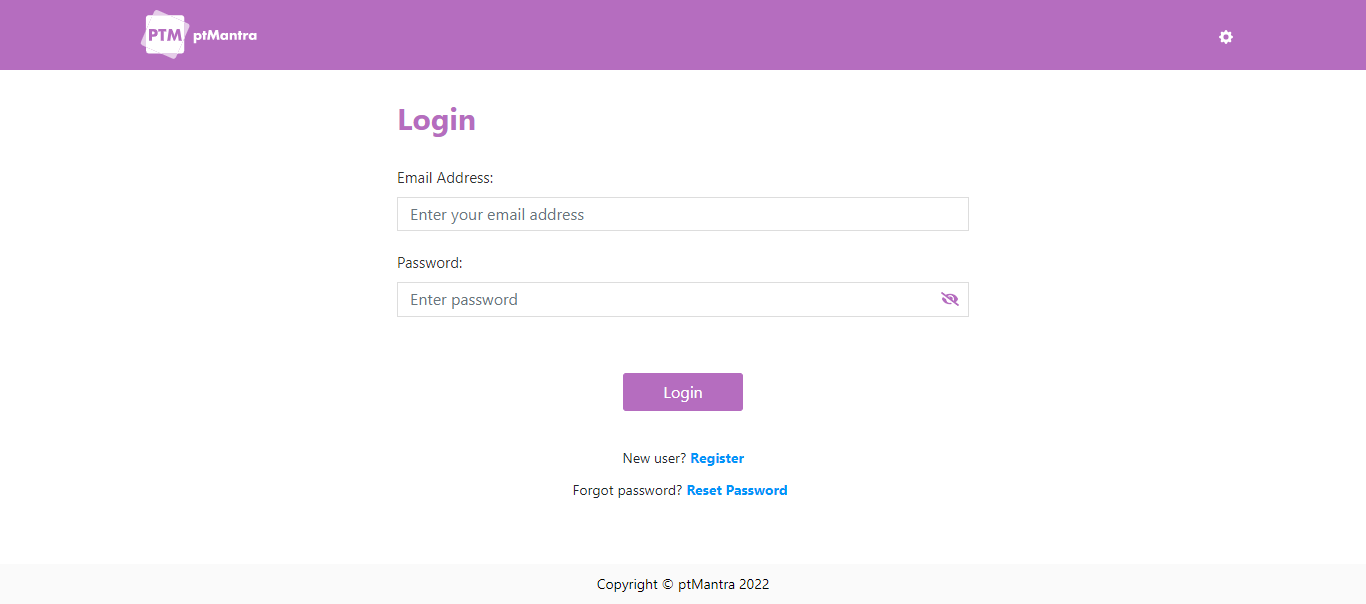 PTM ptMantra
Login
Email Address:
Enter your email address
Password:
Enter password
Login
New user? Register
Forgot password? Reset Password
Copyright © ptMantra 2022